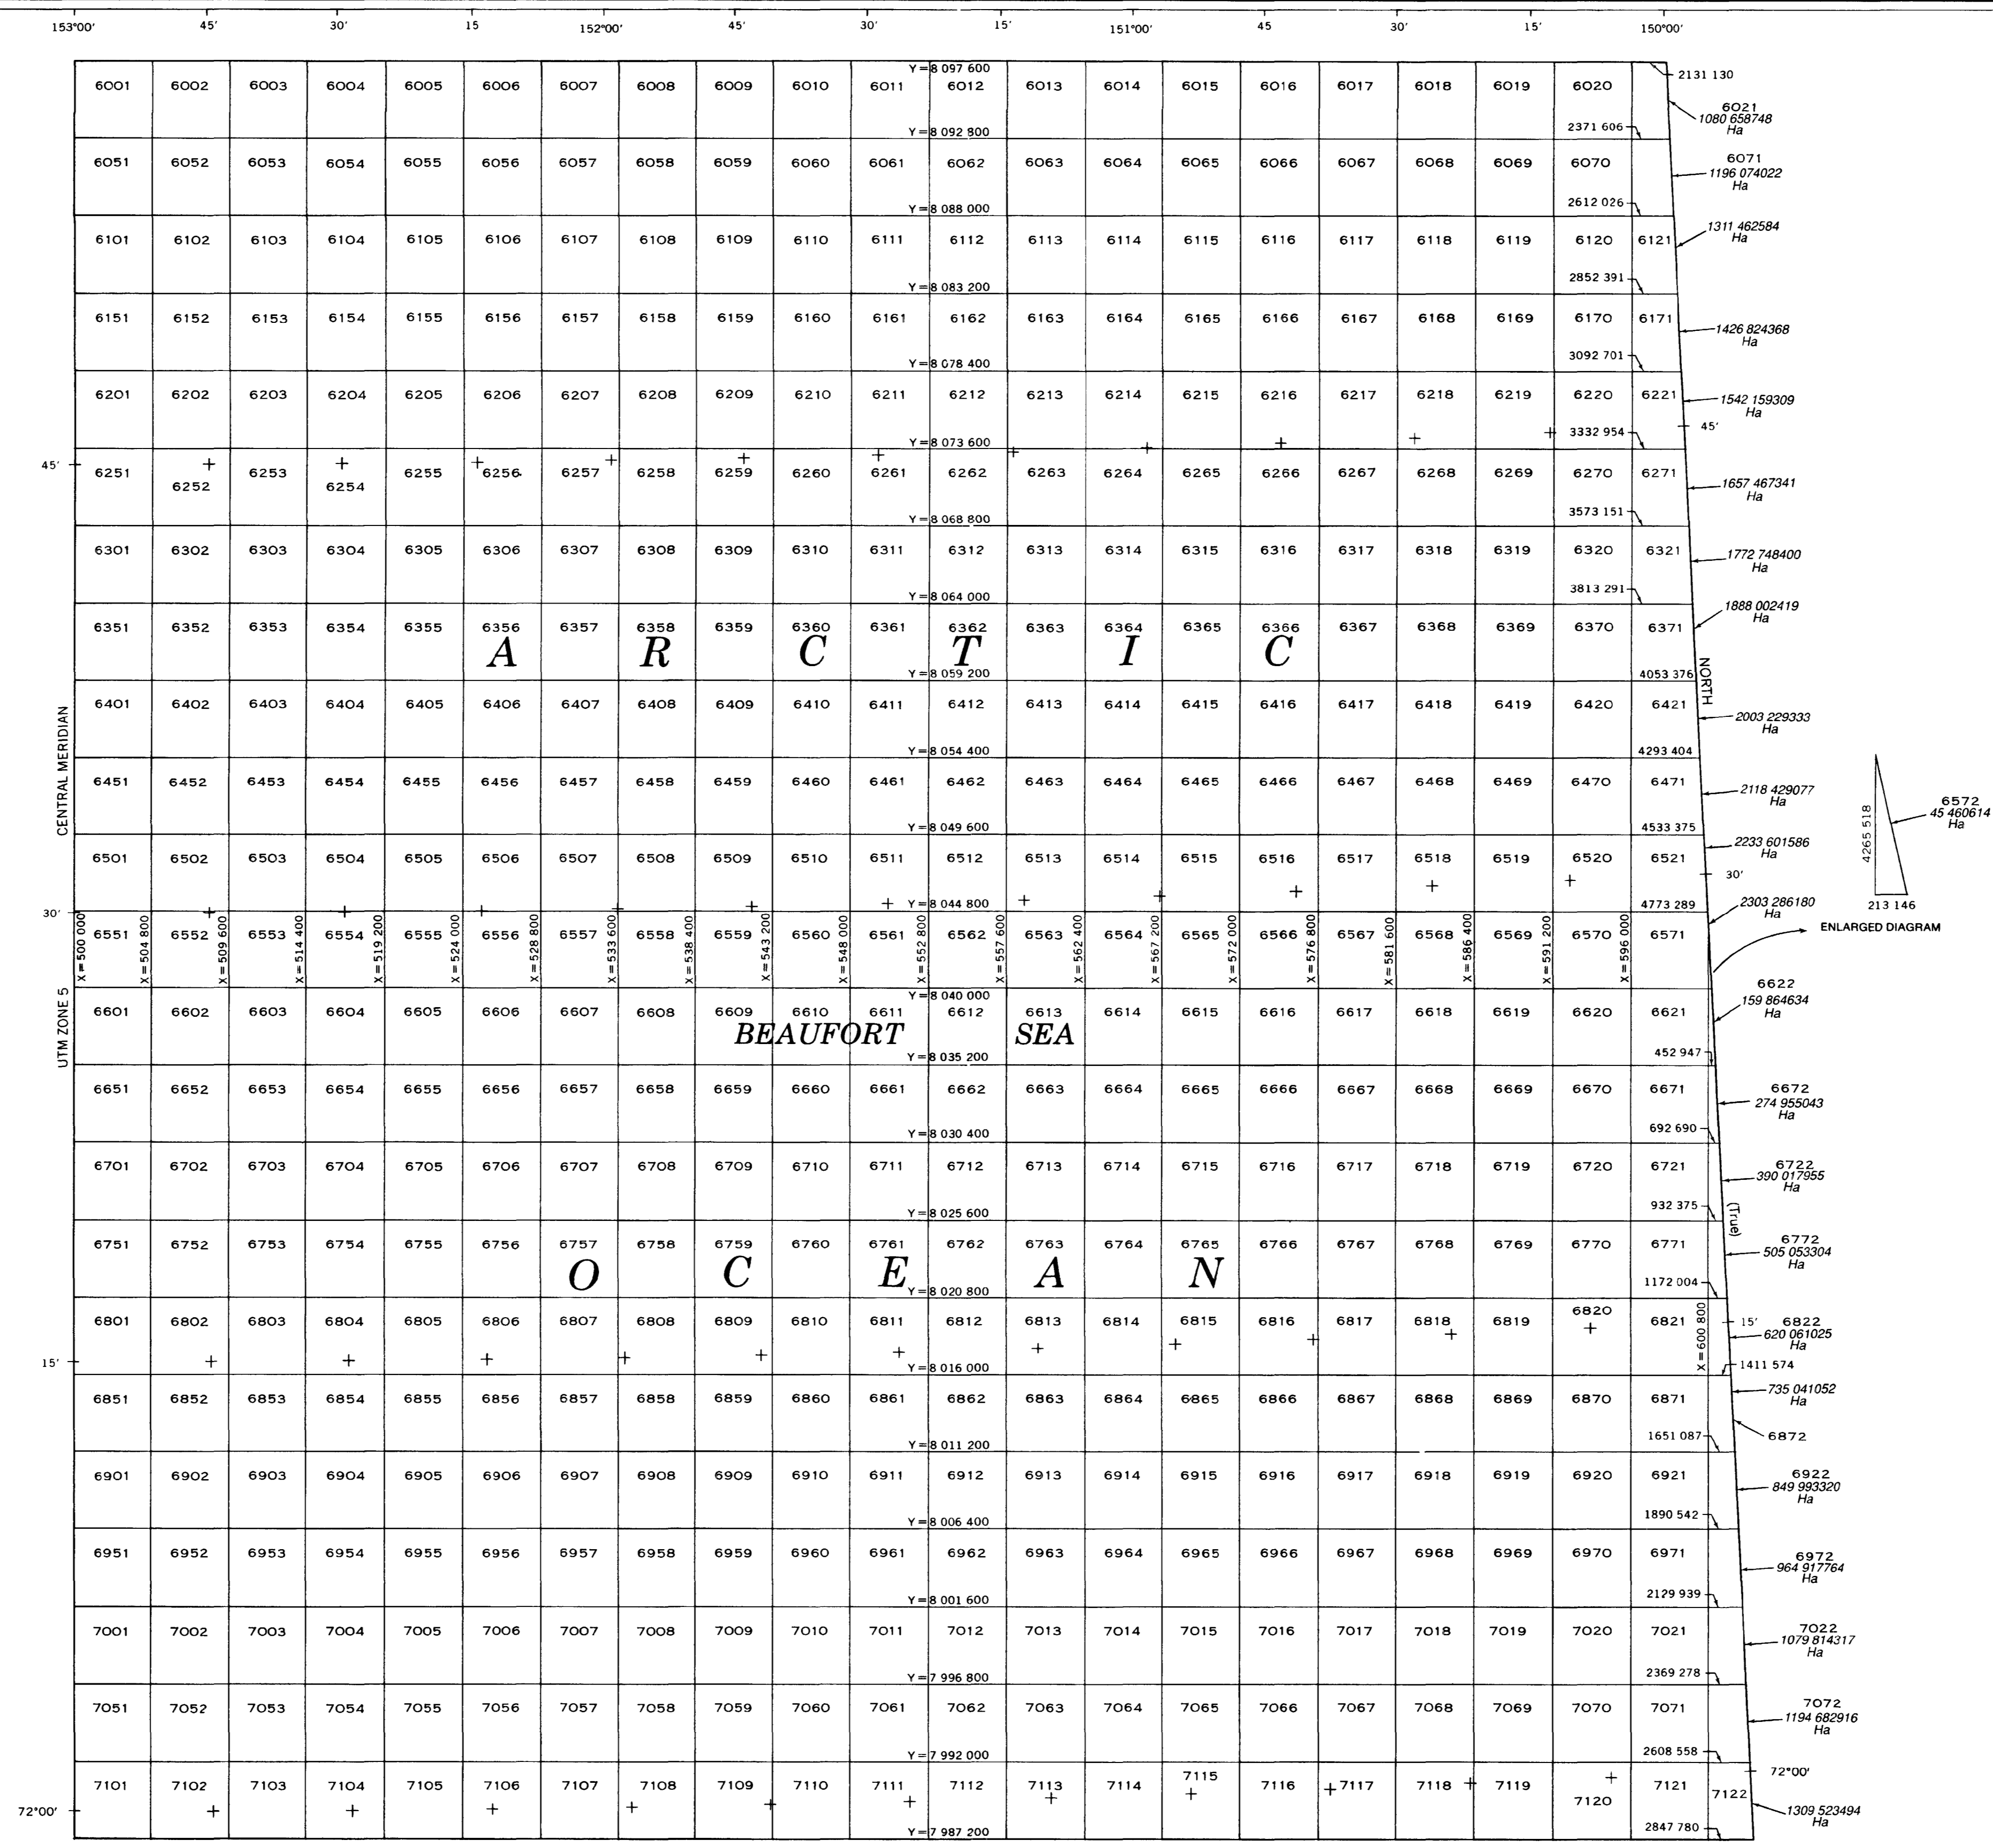 153°00' 45' 30' 15 152°00' 45' 30' 15' 151°00' 45 30' 15' 150°00'
Y = 8 097 600
6001 6002 6003 6004 6005 6006 6007 6008 6009 6010 6011 6012 6013 6014 6015 6016 6017 6018 6019 6020
2131 130
6021
1080 658748
Ha
Y = 8 092 800
2371 606
6051 6052 6053 6054 6055 6056 6057 6058 6059 6060 6061 6062 6063 6064 6065 6066 6067 6068 6069 6070
6071
1196 074022
Ha
Y = 8 088 000
2612 026
6101 6102 6103 6104 6105 6106 6107 6108 6109 6110 6111 6112 6113 6114 6115 6116 6117 6118 6119 6120 6121
1311 462584
Ha
Y = 8 083 200
2852 391
6151 6152 6153 6154 6155 6156 6157 6158 6159 6160 6161 6162 6163 6164 6165 6166 6167 6168 6169 6170 6171
1426 824368
Ha
Y = 8 078 400
3092 701
6201 6202 6203 6204 6205 6206 6207 6208 6209 6210 6211 6212 6213 6214 6215 6216 6217 6218 6219 6220 6221
1542 159309
Ha
Y = 8 073 600
3332 954
45'
45'
6251 6252 6253 6254 6255 6256 6257 6258 6259 6260 6261 6262 6263 6264 6265 6266 6267 6268 6269 6270 6271
1657 467341
Ha
Y = 8 068 800
3573 151
6301 6302 6303 6304 6305 6306 6307 6308 6309 6310 6311 6312 6313 6314 6315 6316 6317 6318 6319 6320 6321
1772 748400
Ha
Y = 8 064 000
3813 291
6351 6352 6353 6354 6355 6356 6357 6358 6359 6360 6361 6362 6363 6364 6365 6366 6367 6368 6369 6370 6371
1888 002419
Ha
A R C T I C
Y = 8 059 200
4053 376
NORTH
6401 6402 6403 6404 6405 6406 6407 6408 6409 6410 6411 6412 6413 6414 6415 6416 6417 6418 6419 6420 6421
2003 229333
Ha
Y = 8 054 400
4293 404
CENTRAL MERIDIAN
6451 6452 6453 6454 6455 6456 6457 6458 6459 6460 6461 6462 6463 6464 6465 6466 6467 6468 6469 6470 6471
2118 429077
Ha
Y = 8 049 600
4533 375
6501 6502 6503 6504 6505 6506 6507 6508 6509 6510 6511 6512 6513 6514 6515 6516 6517 6518 6519 6520 6521
2233 601586
Ha
30'
Y = 8 044 800
4773 289
4265 518
6572
45 460614
Ha
213 146
ENLARGED DIAGRAM
30'
6551 6552 6553 6554 6555 6556 6557 6558 6559 6560 6561 6562 6563 6564 6565 6566 6567 6568 6569 6570 6571
2303 286180
Ha
X = 500 000 X = 504 800 X = 509 600 X = 514 400 X = 519 200 X = 524 000 X = 528 800 X = 533 600 X = 538 400 X = 543 200 X = 548 000 X = 552 800 X = 557 600 X = 562 400 X = 567 200 X = 572 000 X = 576 800 X = 581 600 X = 586 400 X = 591 200 X = 596 000
Y = 8 040 000
UTM ZONE 5
6601 6602 6603 6604 6605 6606 6607 6608 6609 6610 6611 6612 6613 6614 6615 6616 6617 6618 6619 6620 6621
6622
159 864634
Ha
BEAUFORT SEA
Y = 8 035 200
452 947
6651 6652 6653 6654 6655 6656 6657 6658 6659 6660 6661 6662 6663 6664 6665 6666 6667 6668 6669 6670 6671
6672
274 955043
Ha
Y = 8 030 400
692 690
6701 6702 6703 6704 6705 6706 6707 6708 6709 6710 6711 6712 6713 6714 6715 6716 6717 6718 6719 6720 6721
6722
390 017955
Ha
Y = 8 025 600
932 375
(True)
6751 6752 6753 6754 6755 6756 6757 6758 6759 6760 6761 6762 6763 6764 6765 6766 6767 6768 6769 6770 6771
6772
505 053304
Ha
O C E A N
Y = 8 020 800
1172 004
6801 6802 6803 6804 6805 6806 6807 6808 6809 6810 6811 6812 6813 6814 6815 6816 6817 6818 6819 6820 6821
X = 600 800
15'
6822
620 061025
Ha
15'
Y = 8 016 000
1411 574
6851 6852 6853 6854 6855 6856 6857 6858 6859 6860 6861 6862 6863 6864 6865 6866 6867 6868 6869 6870 6871
735 041052
Ha
6872
Y = 8 011 200
1651 087
6901 6902 6903 6904 6905 6906 6907 6908 6909 6910 6911 6912 6913 6914 6915 6916 6917 6918 6919 6920 6921
6922
849 993320
Ha
Y = 8 006 400
1890 542
6951 6952 6953 6954 6955 6956 6957 6958 6959 6960 6961 6962 6963 6964 6965 6966 6967 6968 6969 6970 6971
6972
964 917764
Ha
Y = 8 001 600
2129 939
7001 7002 7003 7004 7005 7006 7007 7008 7009 7010 7011 7012 7013 7014 7015 7016 7017 7018 7019 7020 7021
7022
1079 814317
Ha
Y = 7 996 800
2369 278
7051 7052 7053 7054 7055 7056 7057 7058 7059 7060 7061 7062 7063 7064 7065 7066 7067 7068 7069 7070 7071
7072
1194 682916
Ha
Y = 7 992 000
2608 558
72°00'
7101 7102 7103 7104 7105 7106 7107 7108 7109 7110 7111 7112 7113 7114 7115 7116 7117 7118 7119 7120 7121 7122
1309 523494
Ha
72°00'
Y = 7 987 200
2847 780